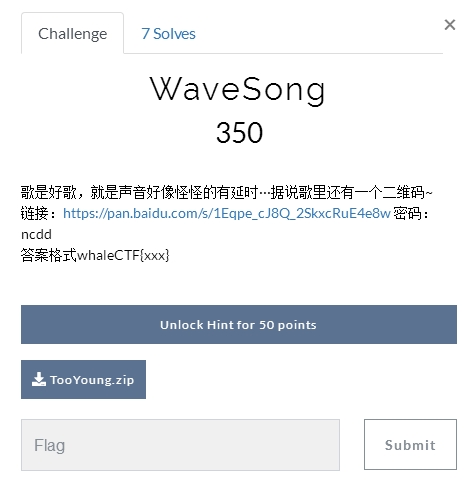 Challenge
7 Solves
×
WaveSong
350
歌是好歌，就是声音好像怪怪的有延时…据说歌里还有一个二维码~
链接：https://pan.baidu.com/s/1Eqpe_cJ8Q_2SkxcRuE4e8w 密码：
ncdd
答案格式whaleCTF{xxx}
Unlock Hint for 50 points
TooYoung.zip
Flag
Submit